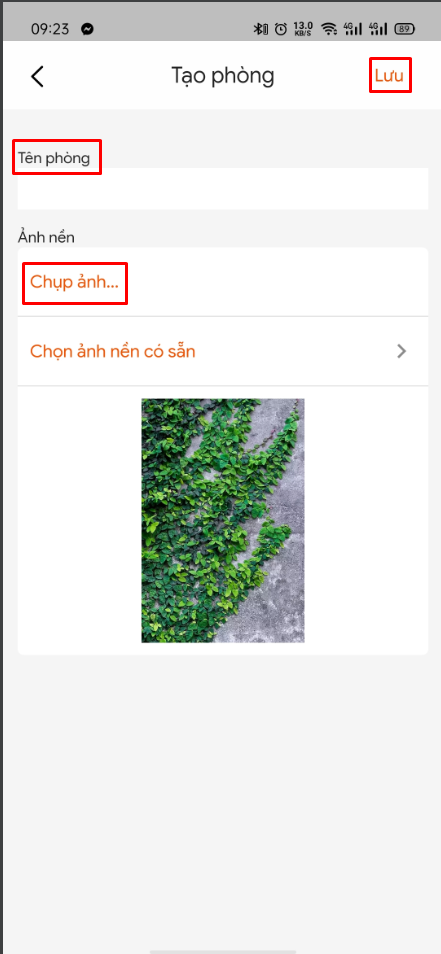 09:23 13.0 KB/S 4G 4G 89
Tạo phòng Lưu
Tên phòng
Ảnh nền
Chụp ảnh...
Chọn ảnh nền có sẵn